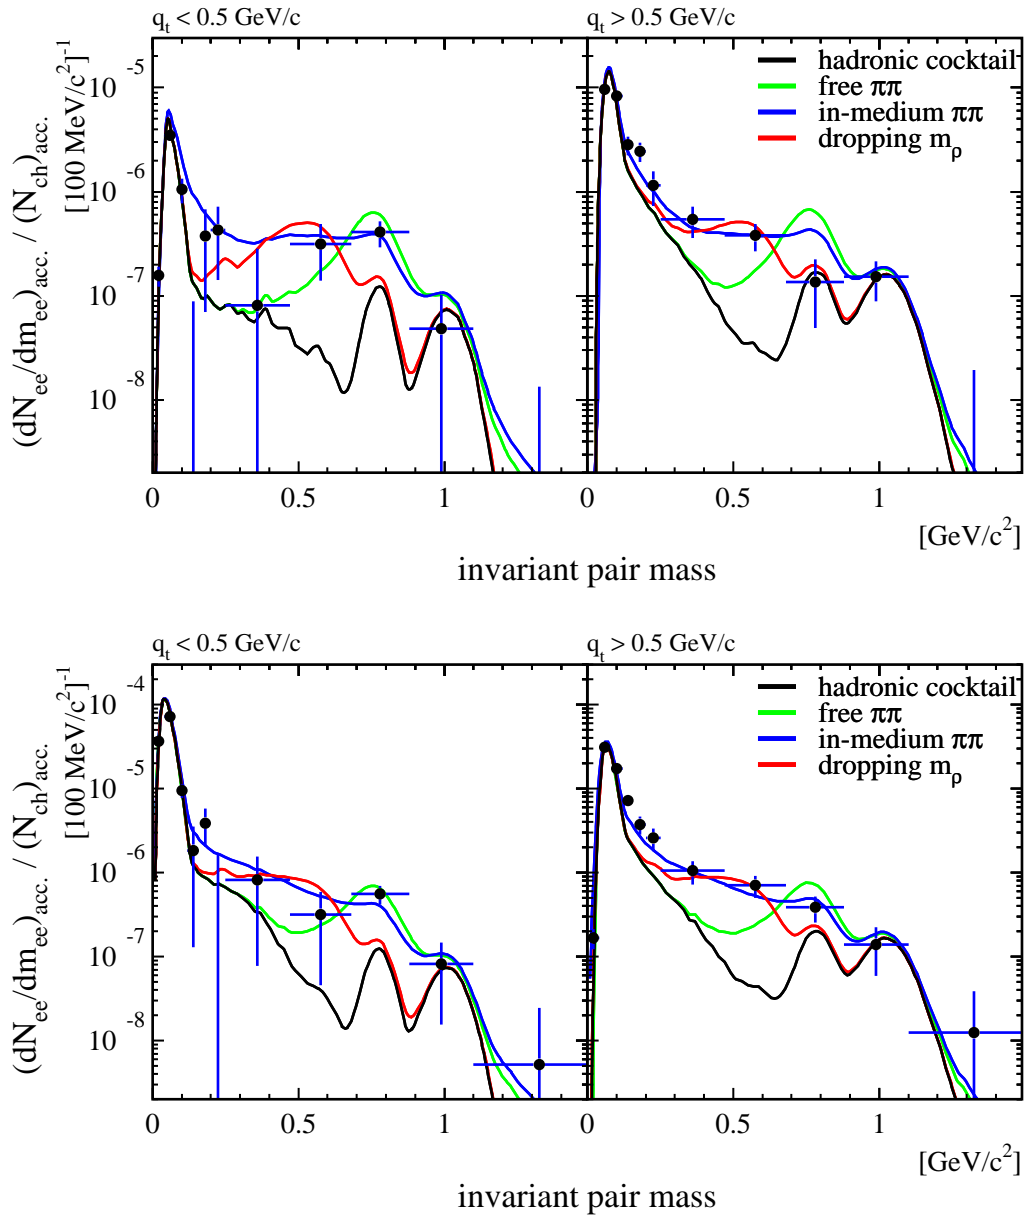 q_t < 0.5 GeV/c
q_t > 0.5 GeV/c
(dN_ee/dm_ee)_acc. / (N_ch)_acc.
[100 MeV/c²]⁻¹
hadronic cocktail
free ππ
in-medium ππ
dropping m_ρ
10⁻⁵
10⁻⁶
10⁻⁷
10⁻⁸
0 0.5 1
0 0.5 1
[GeV/c²]
invariant pair mass
q_t < 0.5 GeV/c
q_t > 0.5 GeV/c
(dN_ee/dm_ee)_acc. / (N_ch)_acc.
[100 MeV/c²]⁻¹
hadronic cocktail
free ππ
in-medium ππ
dropping m_ρ
10⁻⁴
10⁻⁵
10⁻⁶
10⁻⁷
10⁻⁸
0 0.5 1
0 0.5 1
[GeV/c²]
invariant pair mass